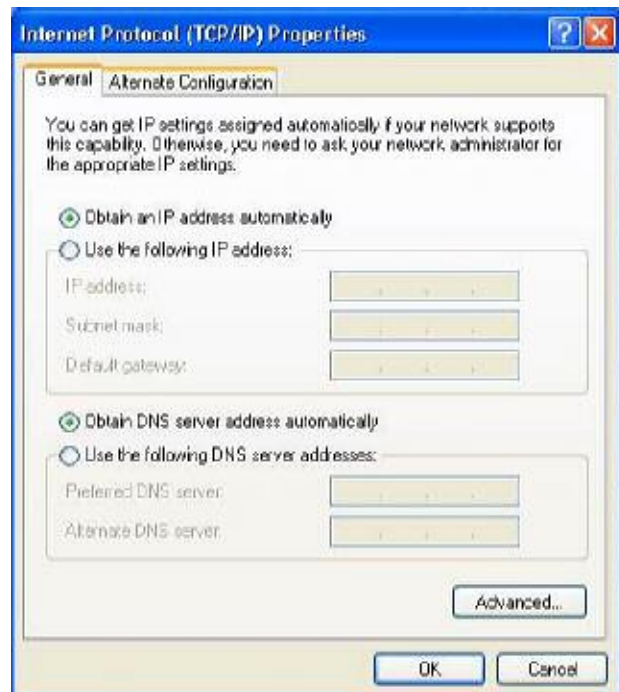 Internet Protocol (TCP/IP) Properties
General
Alternate Configuration
You can get IP settings assigned automatically if your network supports
this capability. Otherwise, you need to ask your network administrator for
the appropriate IP settings.
Obtain an IP address automatically
Use the following IP address:
IP address:
Subnet mask:
Default gateway:
Obtain DNS server address automatically
Use the following DNS server addresses:
Preferred DNS server:
Alternate DNS server:
Advanced...
OK
Cancel